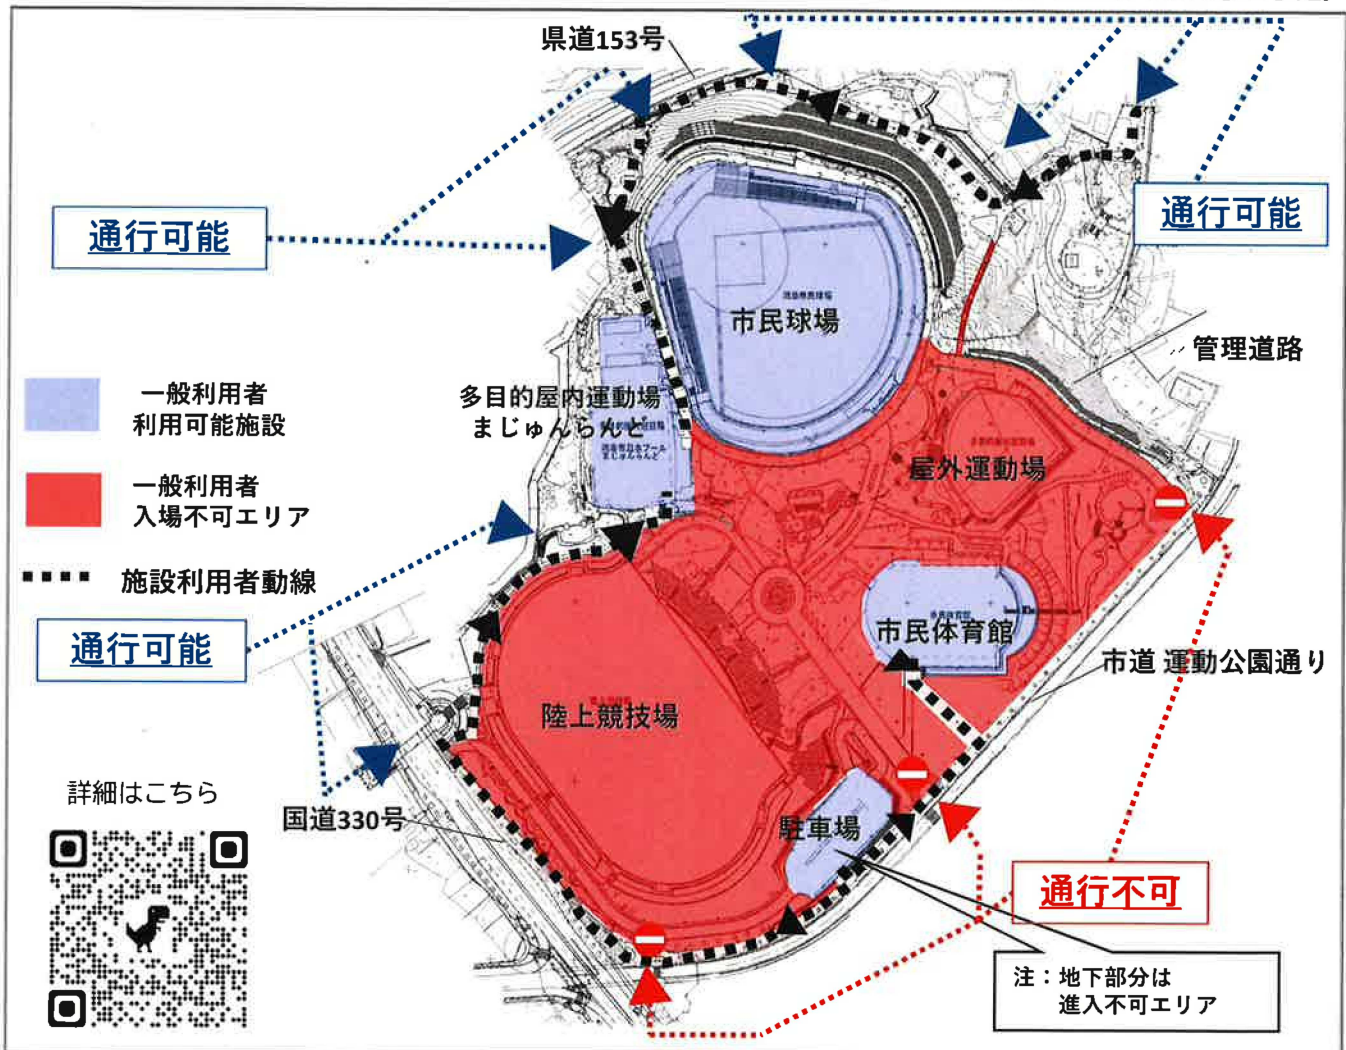 県道153号
通行可能
通行可能
市民球場
管理道路
一般利用者
利用可能施設
多目的屋内運動場
まじゅんらんど
屋外運動場
一般利用者
入場不可エリア
施設利用者動線
市民体育館
通行可能
市道 運動公園通り
陸上競技場
詳細はこちら
国道330号
駐車場
通行不可
注：地下部分は
進入不可エリア